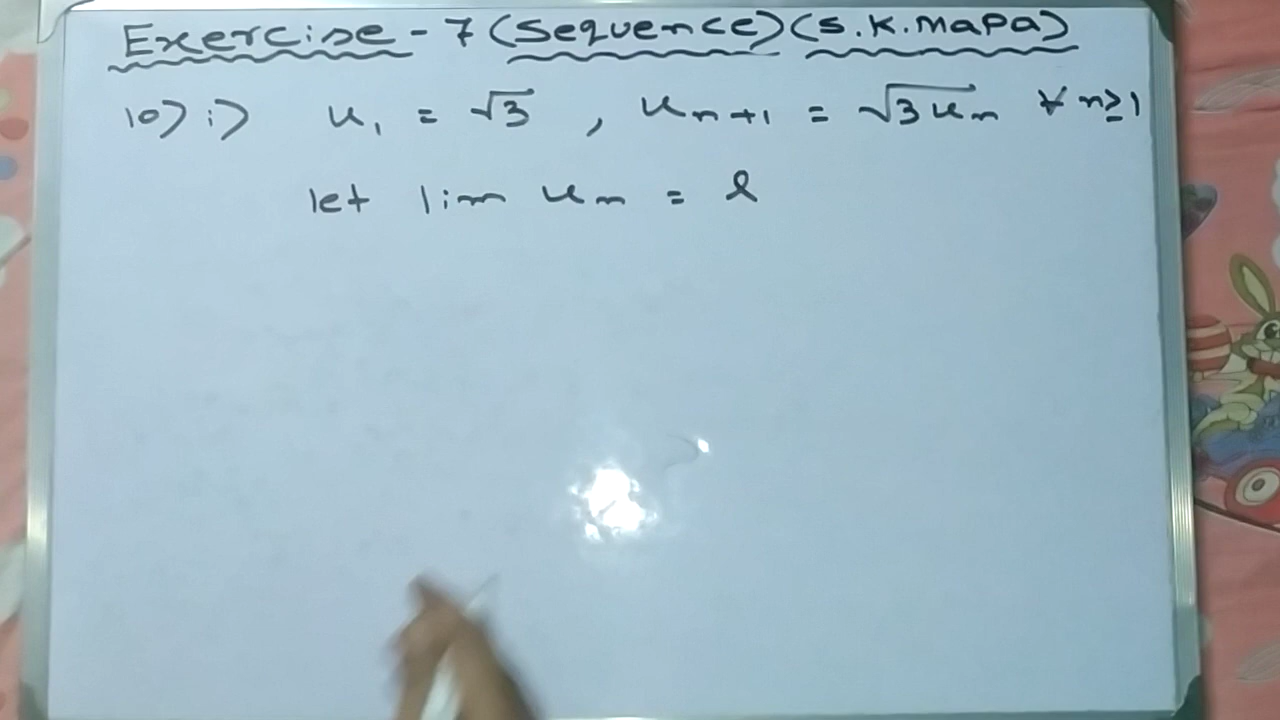 Exercise - 7 (Sequence) (S.K.Mapa)
10> i> u₁ = √3 , uₙ₊₁ = √3uₙ ∀ n≥1
let lim uₙ = l